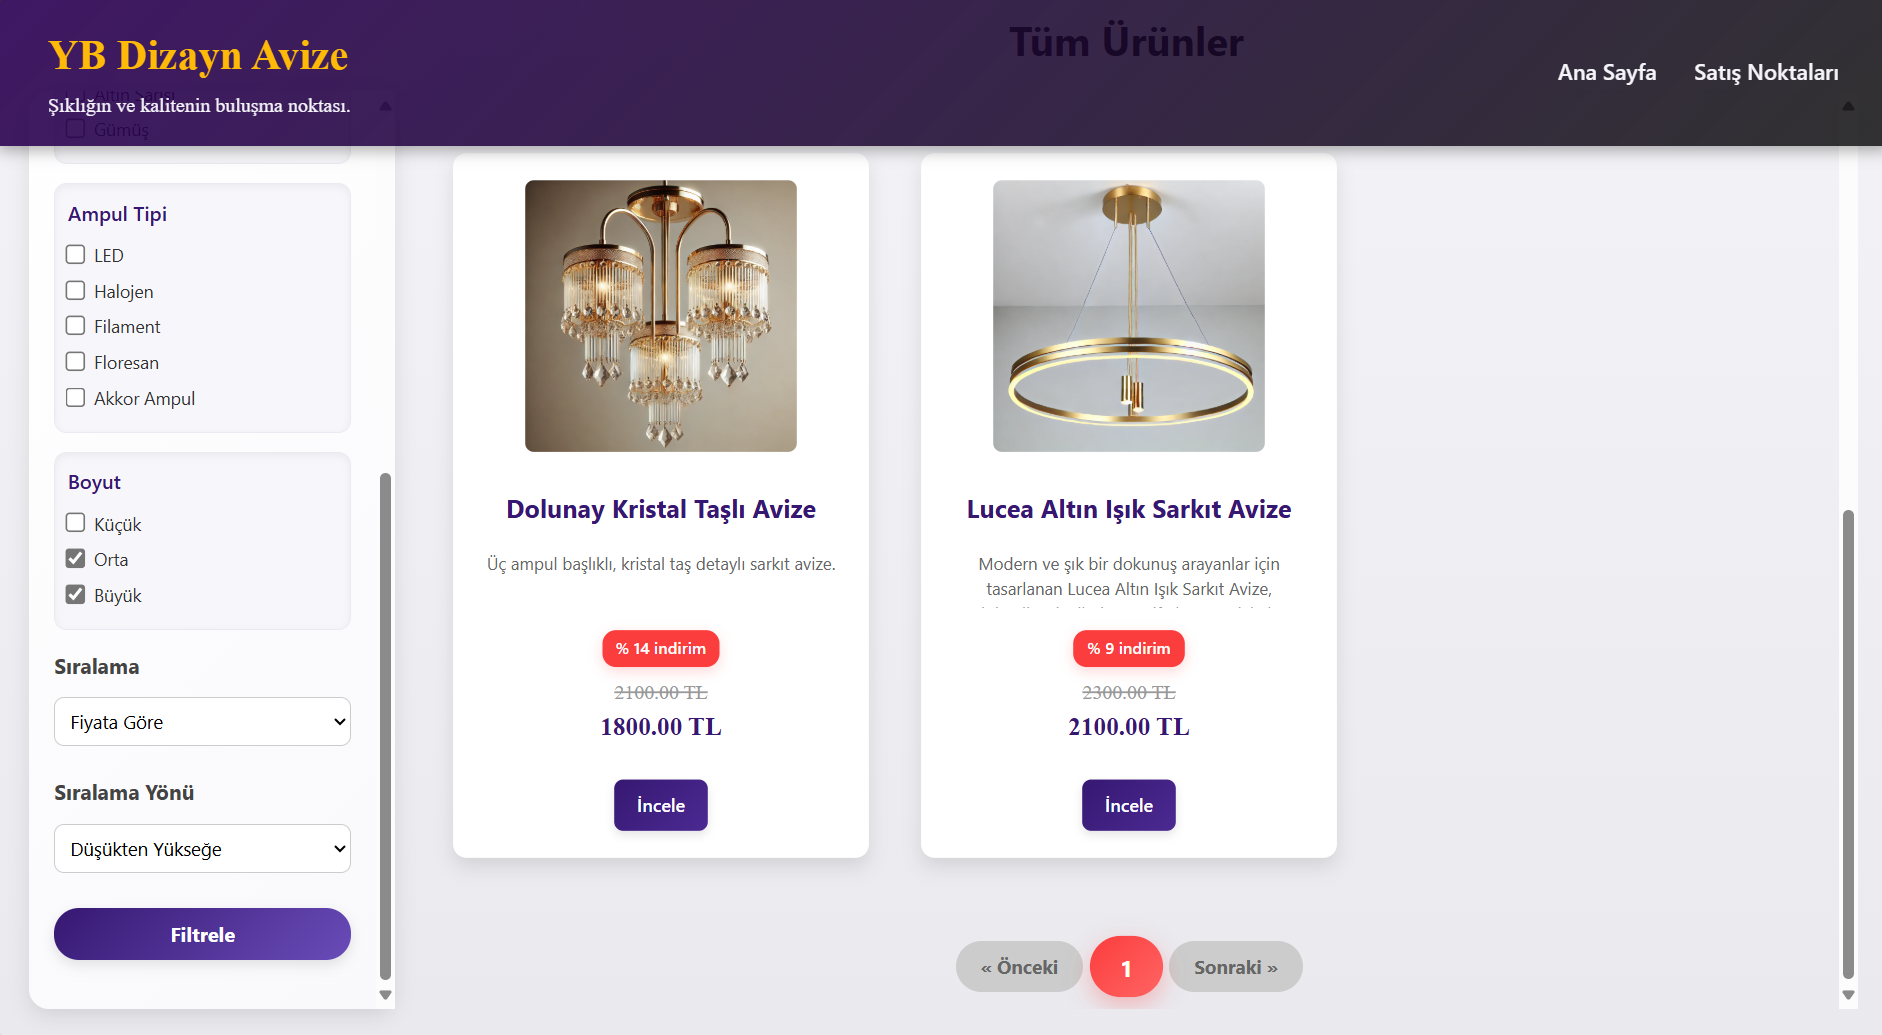 YB Dizayn Avize
Şıklığın ve kalitenin buluşma noktası.
Tüm Ürünler
Ana Sayfa
Satış Noktaları
Altın Sarısı
Gümüş
Ampul Tipi
LED
Halojen
Filament
Floresan
Akkor Ampul
Boyut
Küçük
Orta
Büyük
Sıralama
Fiyata Göre
Sıralama Yönü
Düşükten Yükseğe
Filtrele
Dolunay Kristal Taşlı Avize
Üç ampul başlıklı, kristal taş detaylı sarkıt avize.
% 14 indirim
2100.00 TL
1800.00 TL
İncele
Lucea Altın Işık Sarkıt Avize
Modern ve şık bir dokunuş arayanlar için
tasarlanan Lucea Altın Işık Sarkıt Avize,
% 9 indirim
2300.00 TL
2100.00 TL
İncele
« Önceki
1
Sonraki »